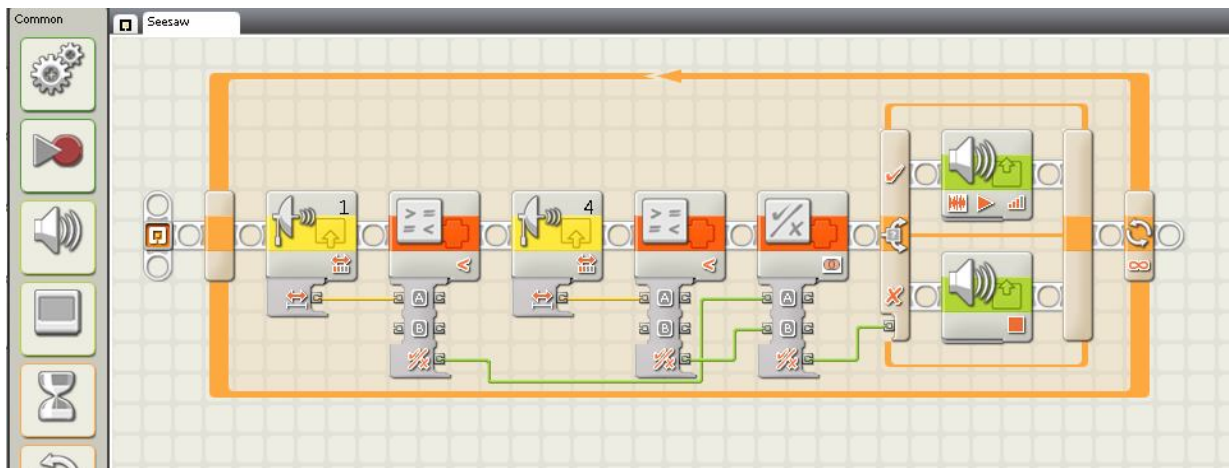 Common
Seesaw
1
4
> =
= <
<
> =
= <
<
A
B
A
B
A
B